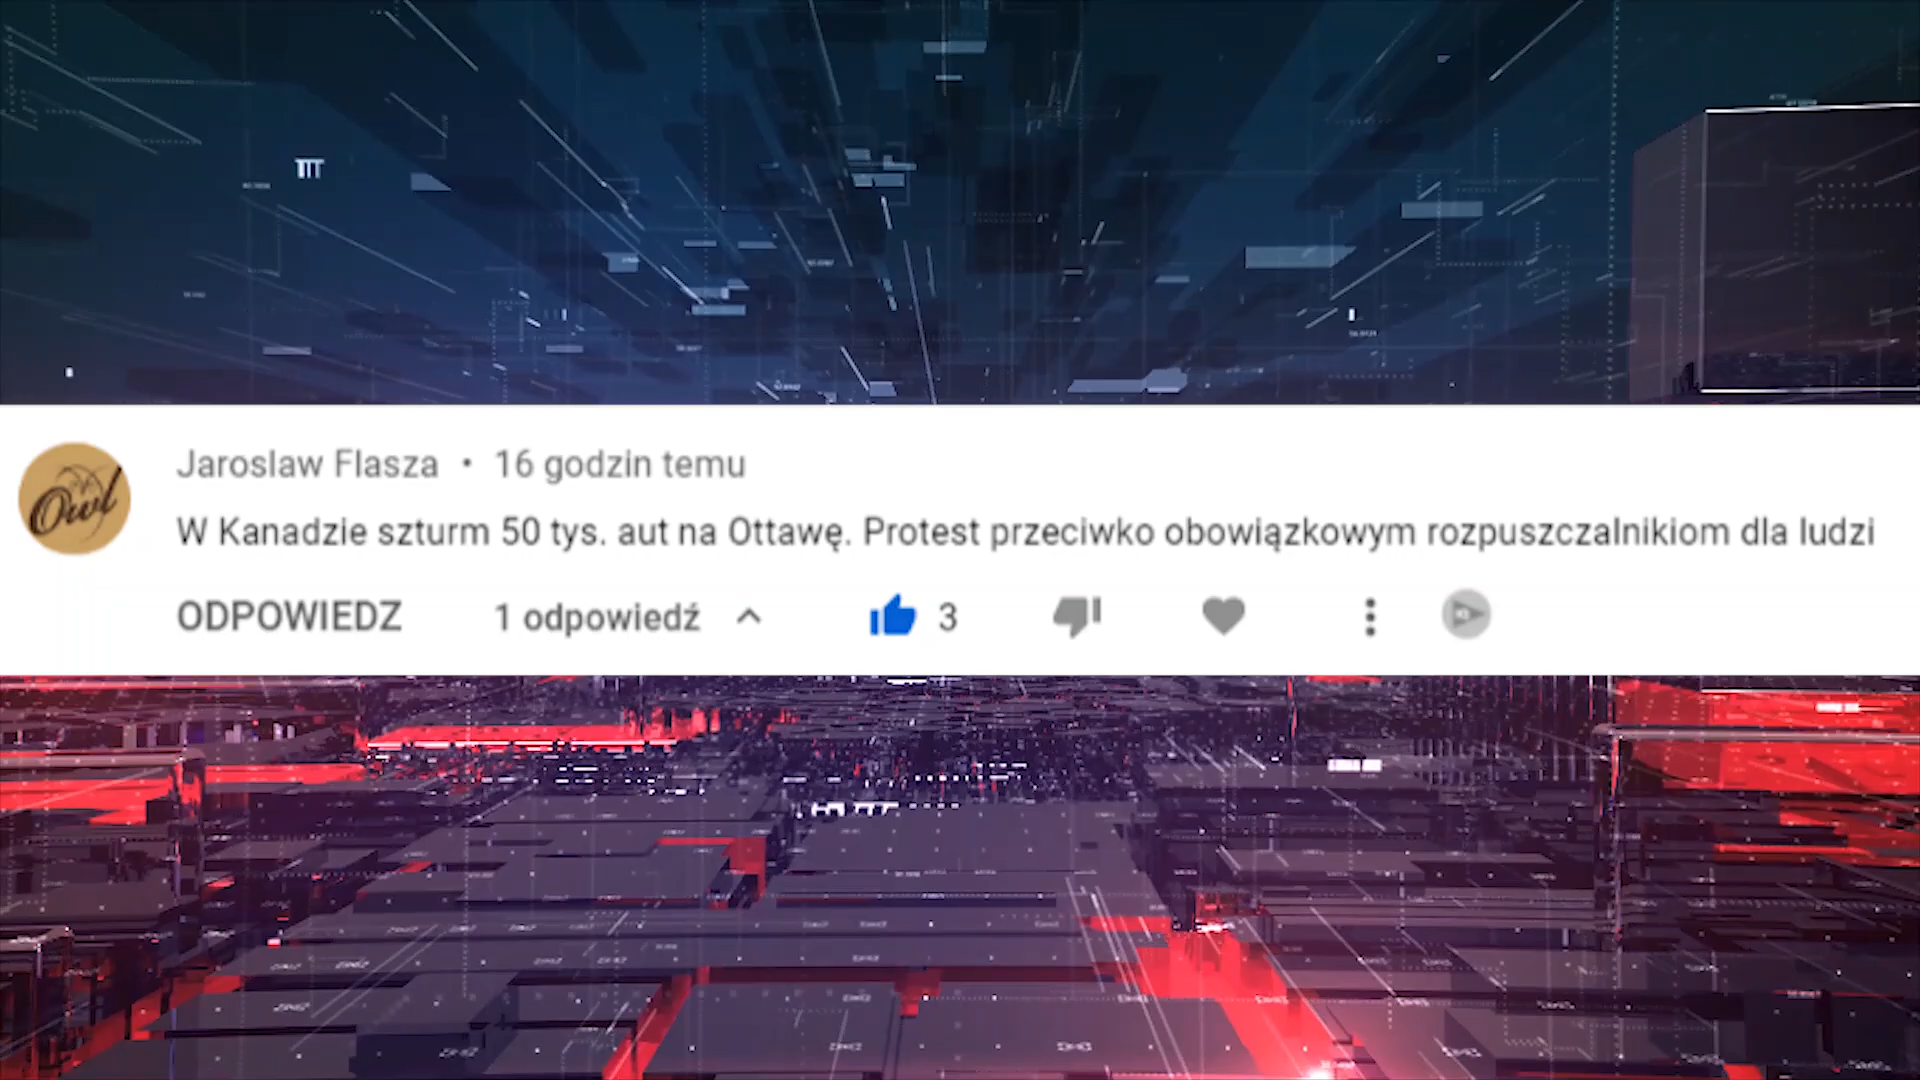 Owl
Jaroslaw Flasza • 16 godzin temu
W Kanadzie szturm 50 tys. aut na Ottawę. Protest przeciwko obowiązkowym rozpuszczalnikiom dla ludzi
ODPOWIEDZ 1 odpowiedź 3